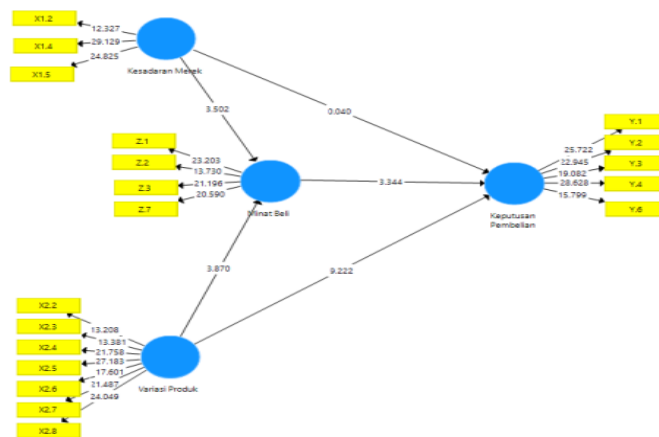 X1.2
X1.4
X1.5
12.327
29.129
24.825
Kesadaran Merek
3.502
0.040
Z.1
Z.2
Z.3
Z.7
23.203
13.730
21.196
20.590
Minat Beli
3.344
Y.1
Y.2
Y.3
Y.4
Y.6
25.722
22.945
19.082
28.628
15.799
Keputusan
Pembelian
3.870
9.222
X2.2
X2.3
X2.4
X2.5
X2.6
X2.7
X2.8
13.208
13.381
21.758
27.183
17.601
21.487
24.049
Variasi Produk